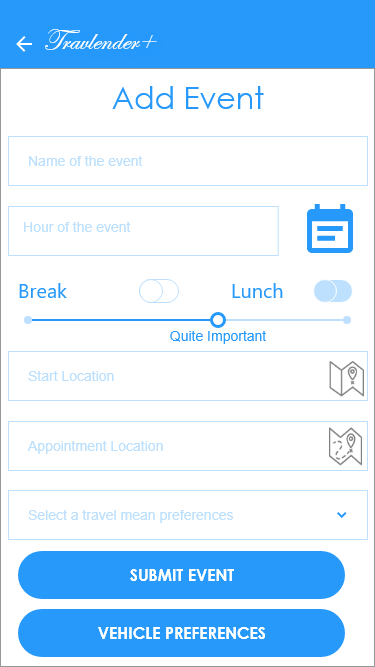 Travlender+
Add Event
Name of the event
Hour of the event
Break
Lunch
Quite Important
Start Location
Appointment Location
Select a travel mean preferences
SUBMIT EVENT
VEHICLE PREFERENCES